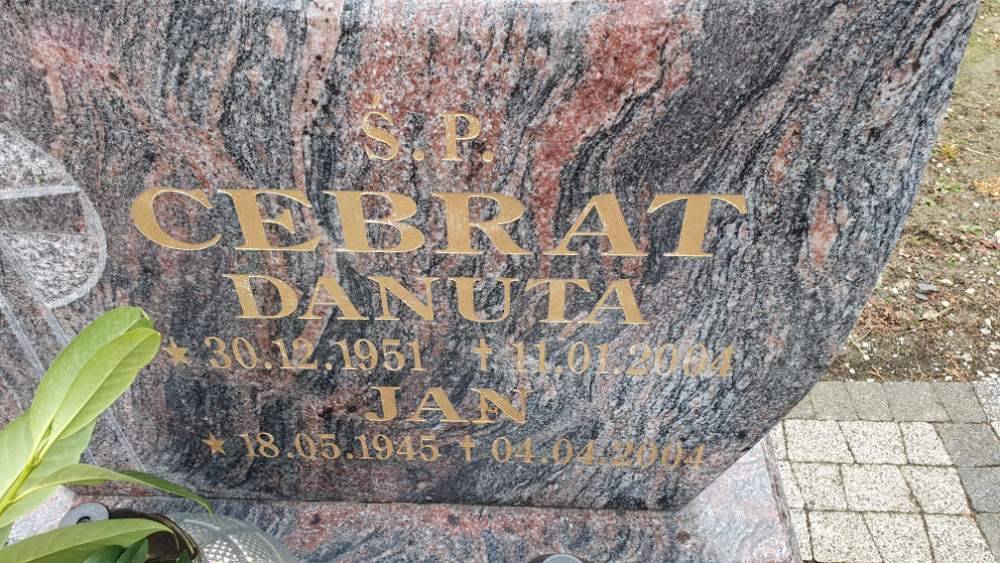 Ś.P.
CEBRAT
DANUTA
★ 30.12.1951 † 11.01.2004
JAN
★ 18.05.1945 † 04.04.2004